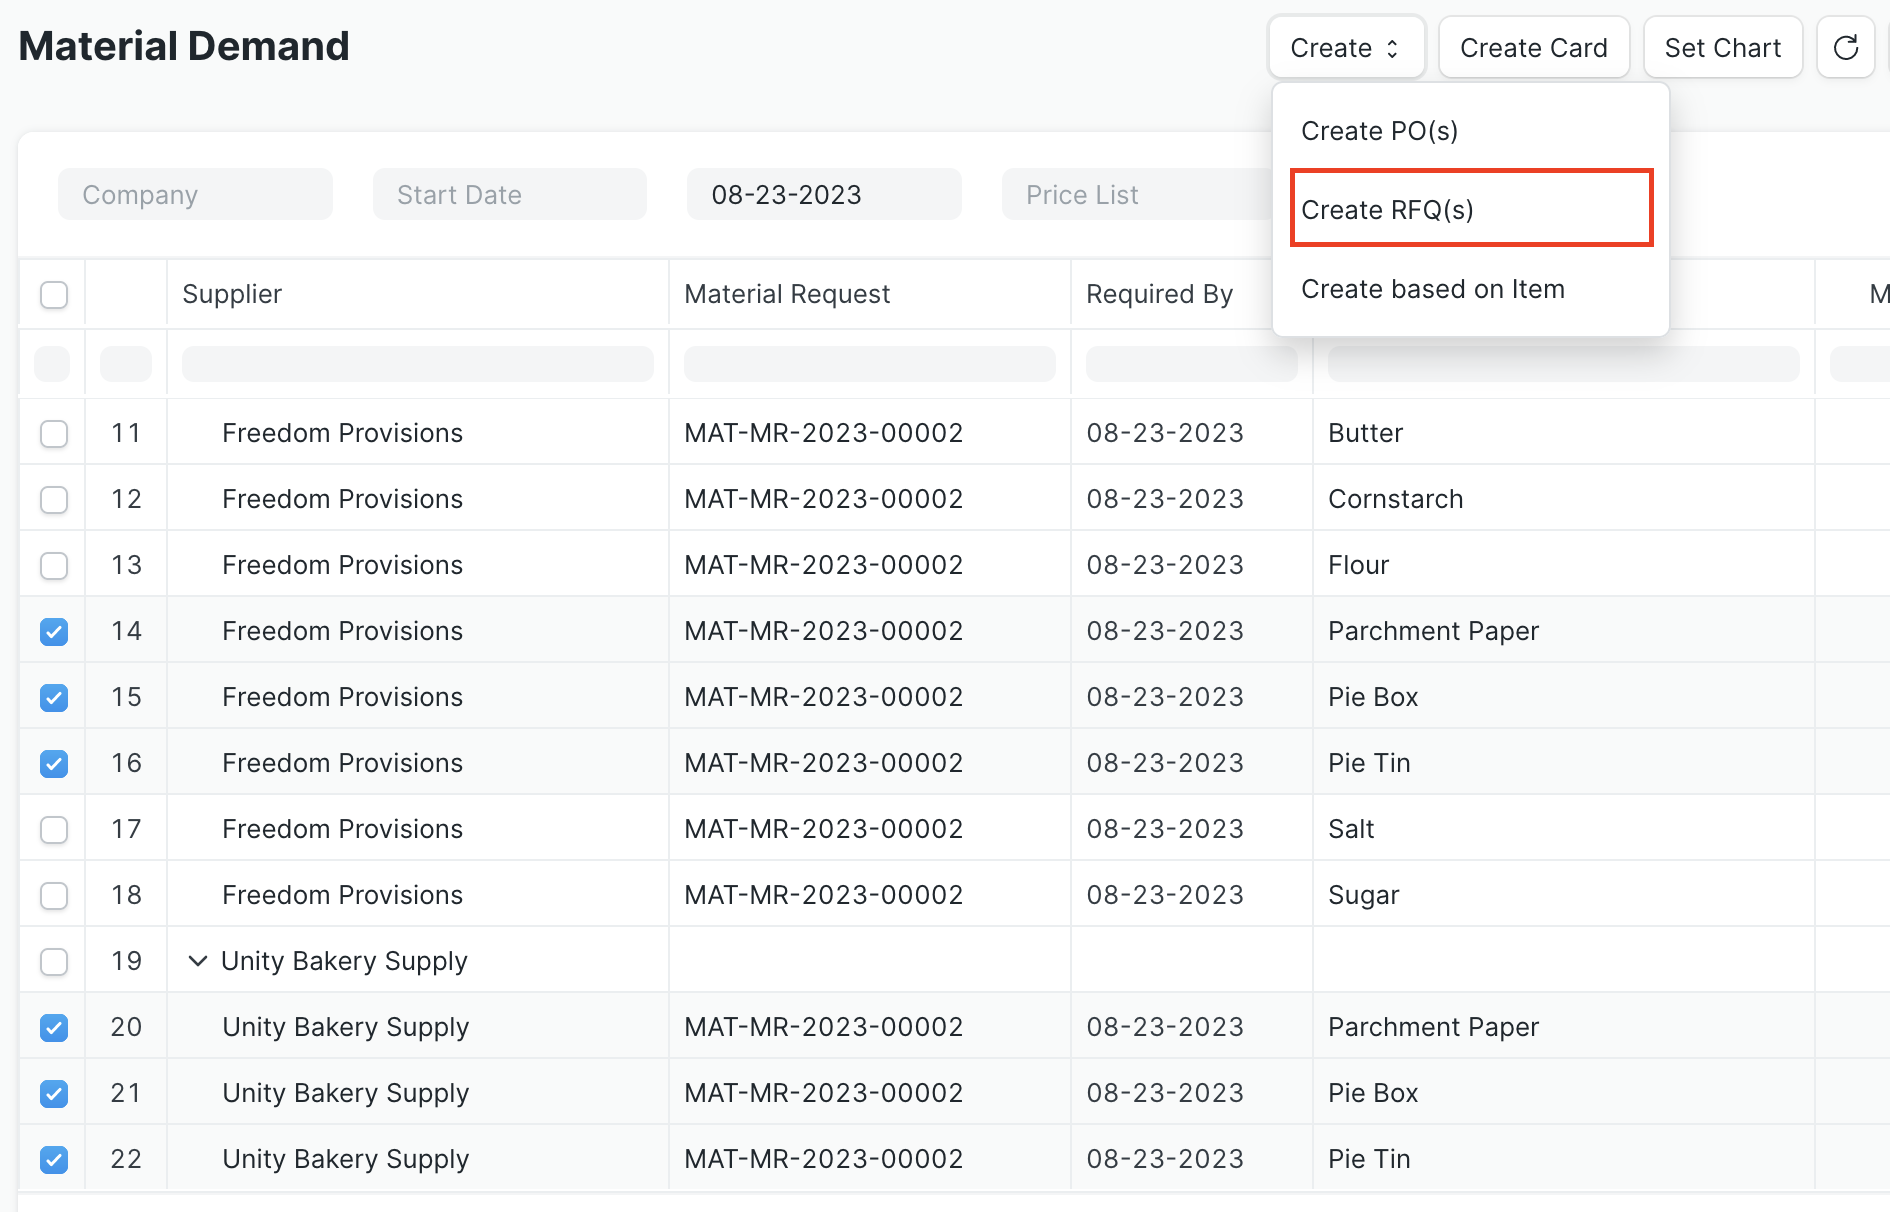 Material Demand
Create
Create Card
Set Chart
Create PO(s)
Create RFQ(s)
Create based on Item
Company
Start Date
08-23-2023
Price List
Supplier
Material Request
Required By
M
11 Freedom Provisions MAT-MR-2023-00002 08-23-2023 Butter
12 Freedom Provisions MAT-MR-2023-00002 08-23-2023 Cornstarch
13 Freedom Provisions MAT-MR-2023-00002 08-23-2023 Flour
14 Freedom Provisions MAT-MR-2023-00002 08-23-2023 Parchment Paper
15 Freedom Provisions MAT-MR-2023-00002 08-23-2023 Pie Box
16 Freedom Provisions MAT-MR-2023-00002 08-23-2023 Pie Tin
17 Freedom Provisions MAT-MR-2023-00002 08-23-2023 Salt
18 Freedom Provisions MAT-MR-2023-00002 08-23-2023 Sugar
19 Unity Bakery Supply
20 Unity Bakery Supply MAT-MR-2023-00002 08-23-2023 Parchment Paper
21 Unity Bakery Supply MAT-MR-2023-00002 08-23-2023 Pie Box
22 Unity Bakery Supply MAT-MR-2023-00002 08-23-2023 Pie Tin